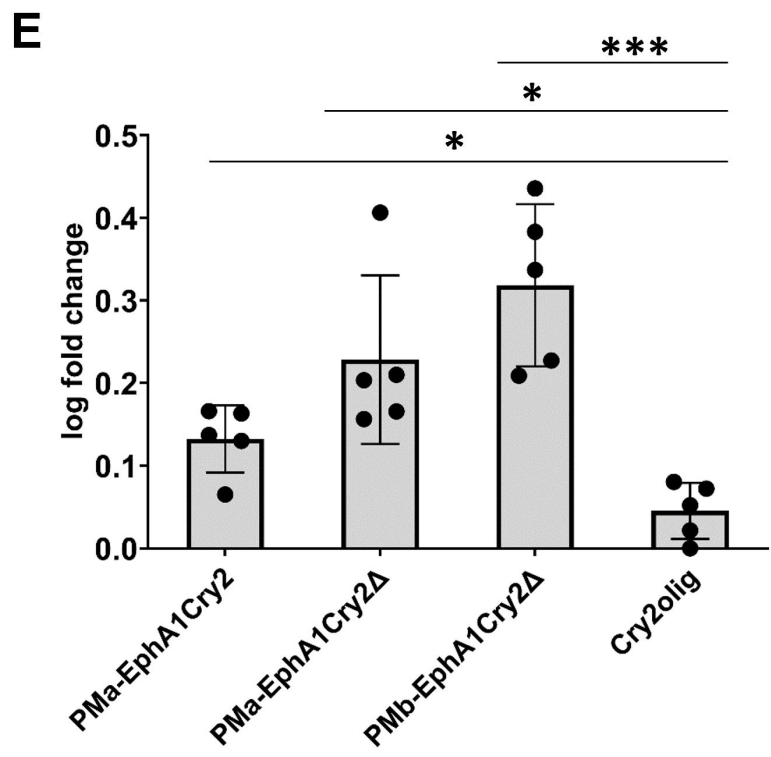 E
***
*
*
0.5
0.4
0.3
0.2
0.1
0.0
log fold change
PMa-EphA1Cry2
PMa-EphA1Cry2Δ
PMb-EphA1Cry2Δ
Cry2olig